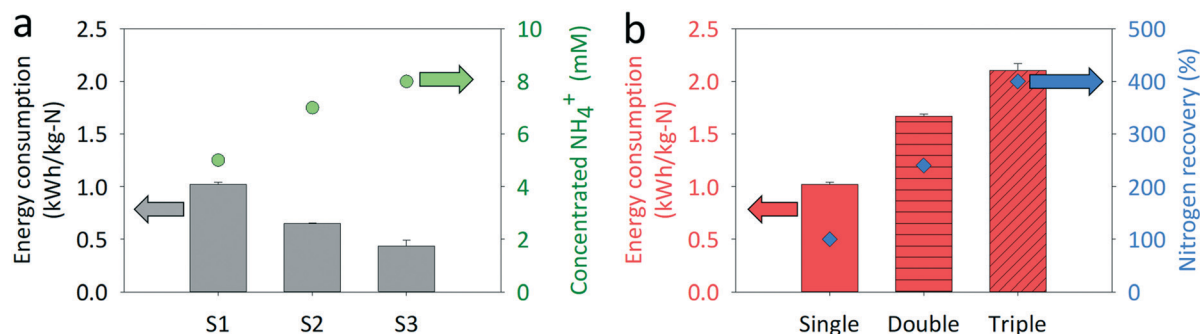 a
Energy consumption
(kWh/kg-N)
2.5
2.0
1.5
1.0
0.5
0.0
S1
S2
S3
10
8
6
4
2
0
Concentrated NH4+ (mM)
b
Energy consumption
(kWh/kg-N)
2.5
2.0
1.5
1.0
0.5
0.0
Single
Double
Triple
500
400
300
200
100
0
Nitrogen recovery (%)